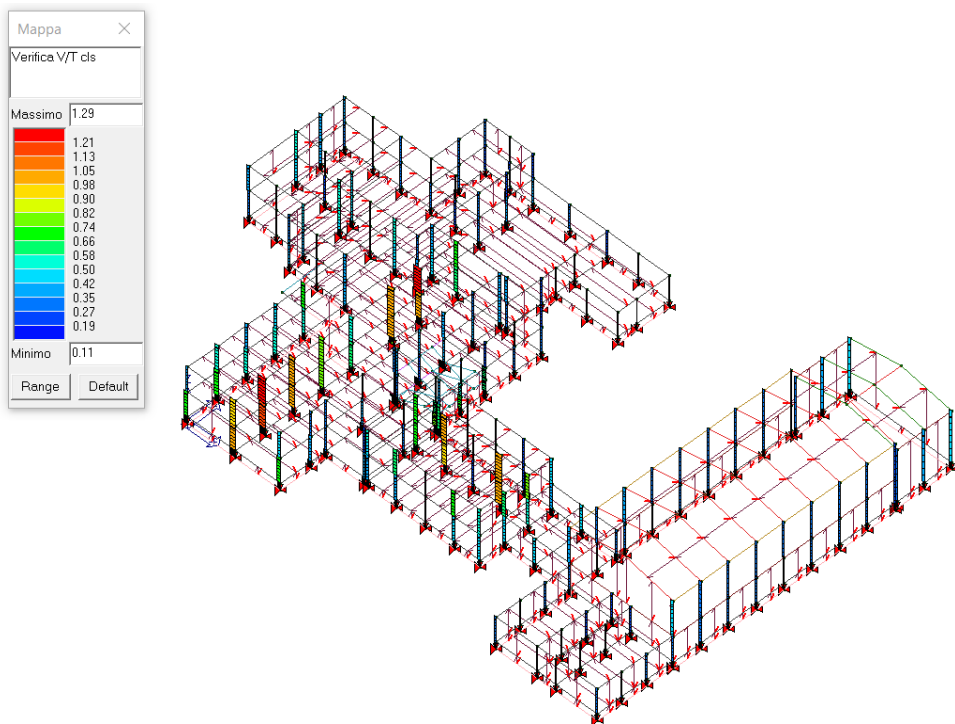 Mappa
Verifica V/T cls
Massimo 1.29
1.21
1.13
1.05
0.98
0.90
0.82
0.74
0.66
0.58
0.50
0.42
0.35
0.27
0.19
Minimo 0.11
Range Default